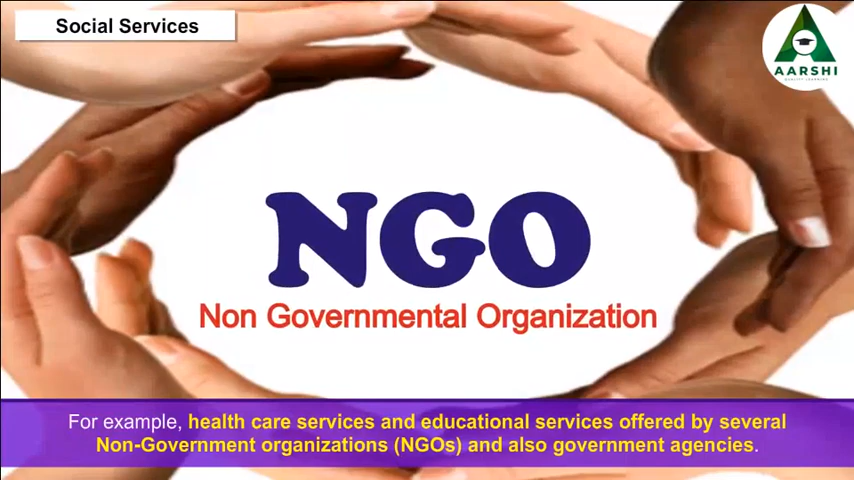 Social Services
AARSHI
NGO
Non Governmental Organization
For example, health care services and educational services offered by several
Non-Government organizations (NGOs) and also government agencies.